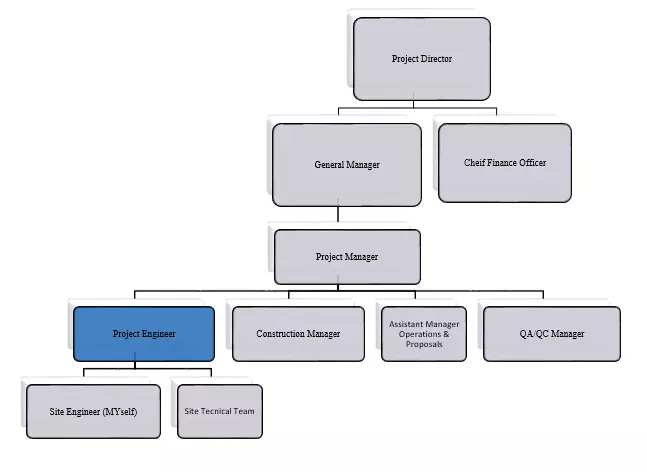 Project Director
General Manager
Cheif Finance Officer
Project Manager
Project Engineer
Construction Manager
Assistant Manager
Operations &
Proposals
QA/QC Manager
Site Engineer (MYself)
Site Tecnical Team